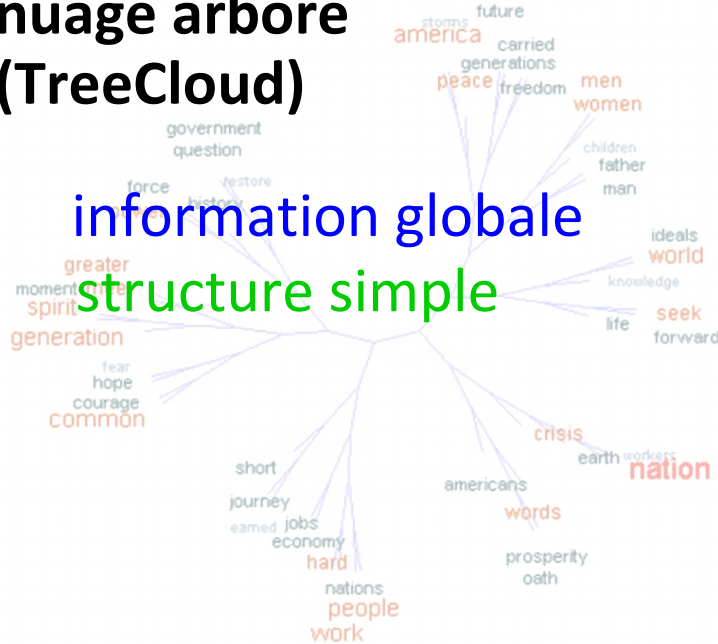 nuage arbore
(TreeCloud)
information globale
structure simple
future
storms
america
carried
generations
peace
freedom
men
women
children
father
man
ideals
world
knowledge
seek
life
forward
government
question
force
restore
history
greater
moment
spirit
generation
fear
hope
courage
common
short
journey
earned
jobs
economy
hard
nations
people
work
crisis
earth
workers
nation
americans
words
prosperity
oath